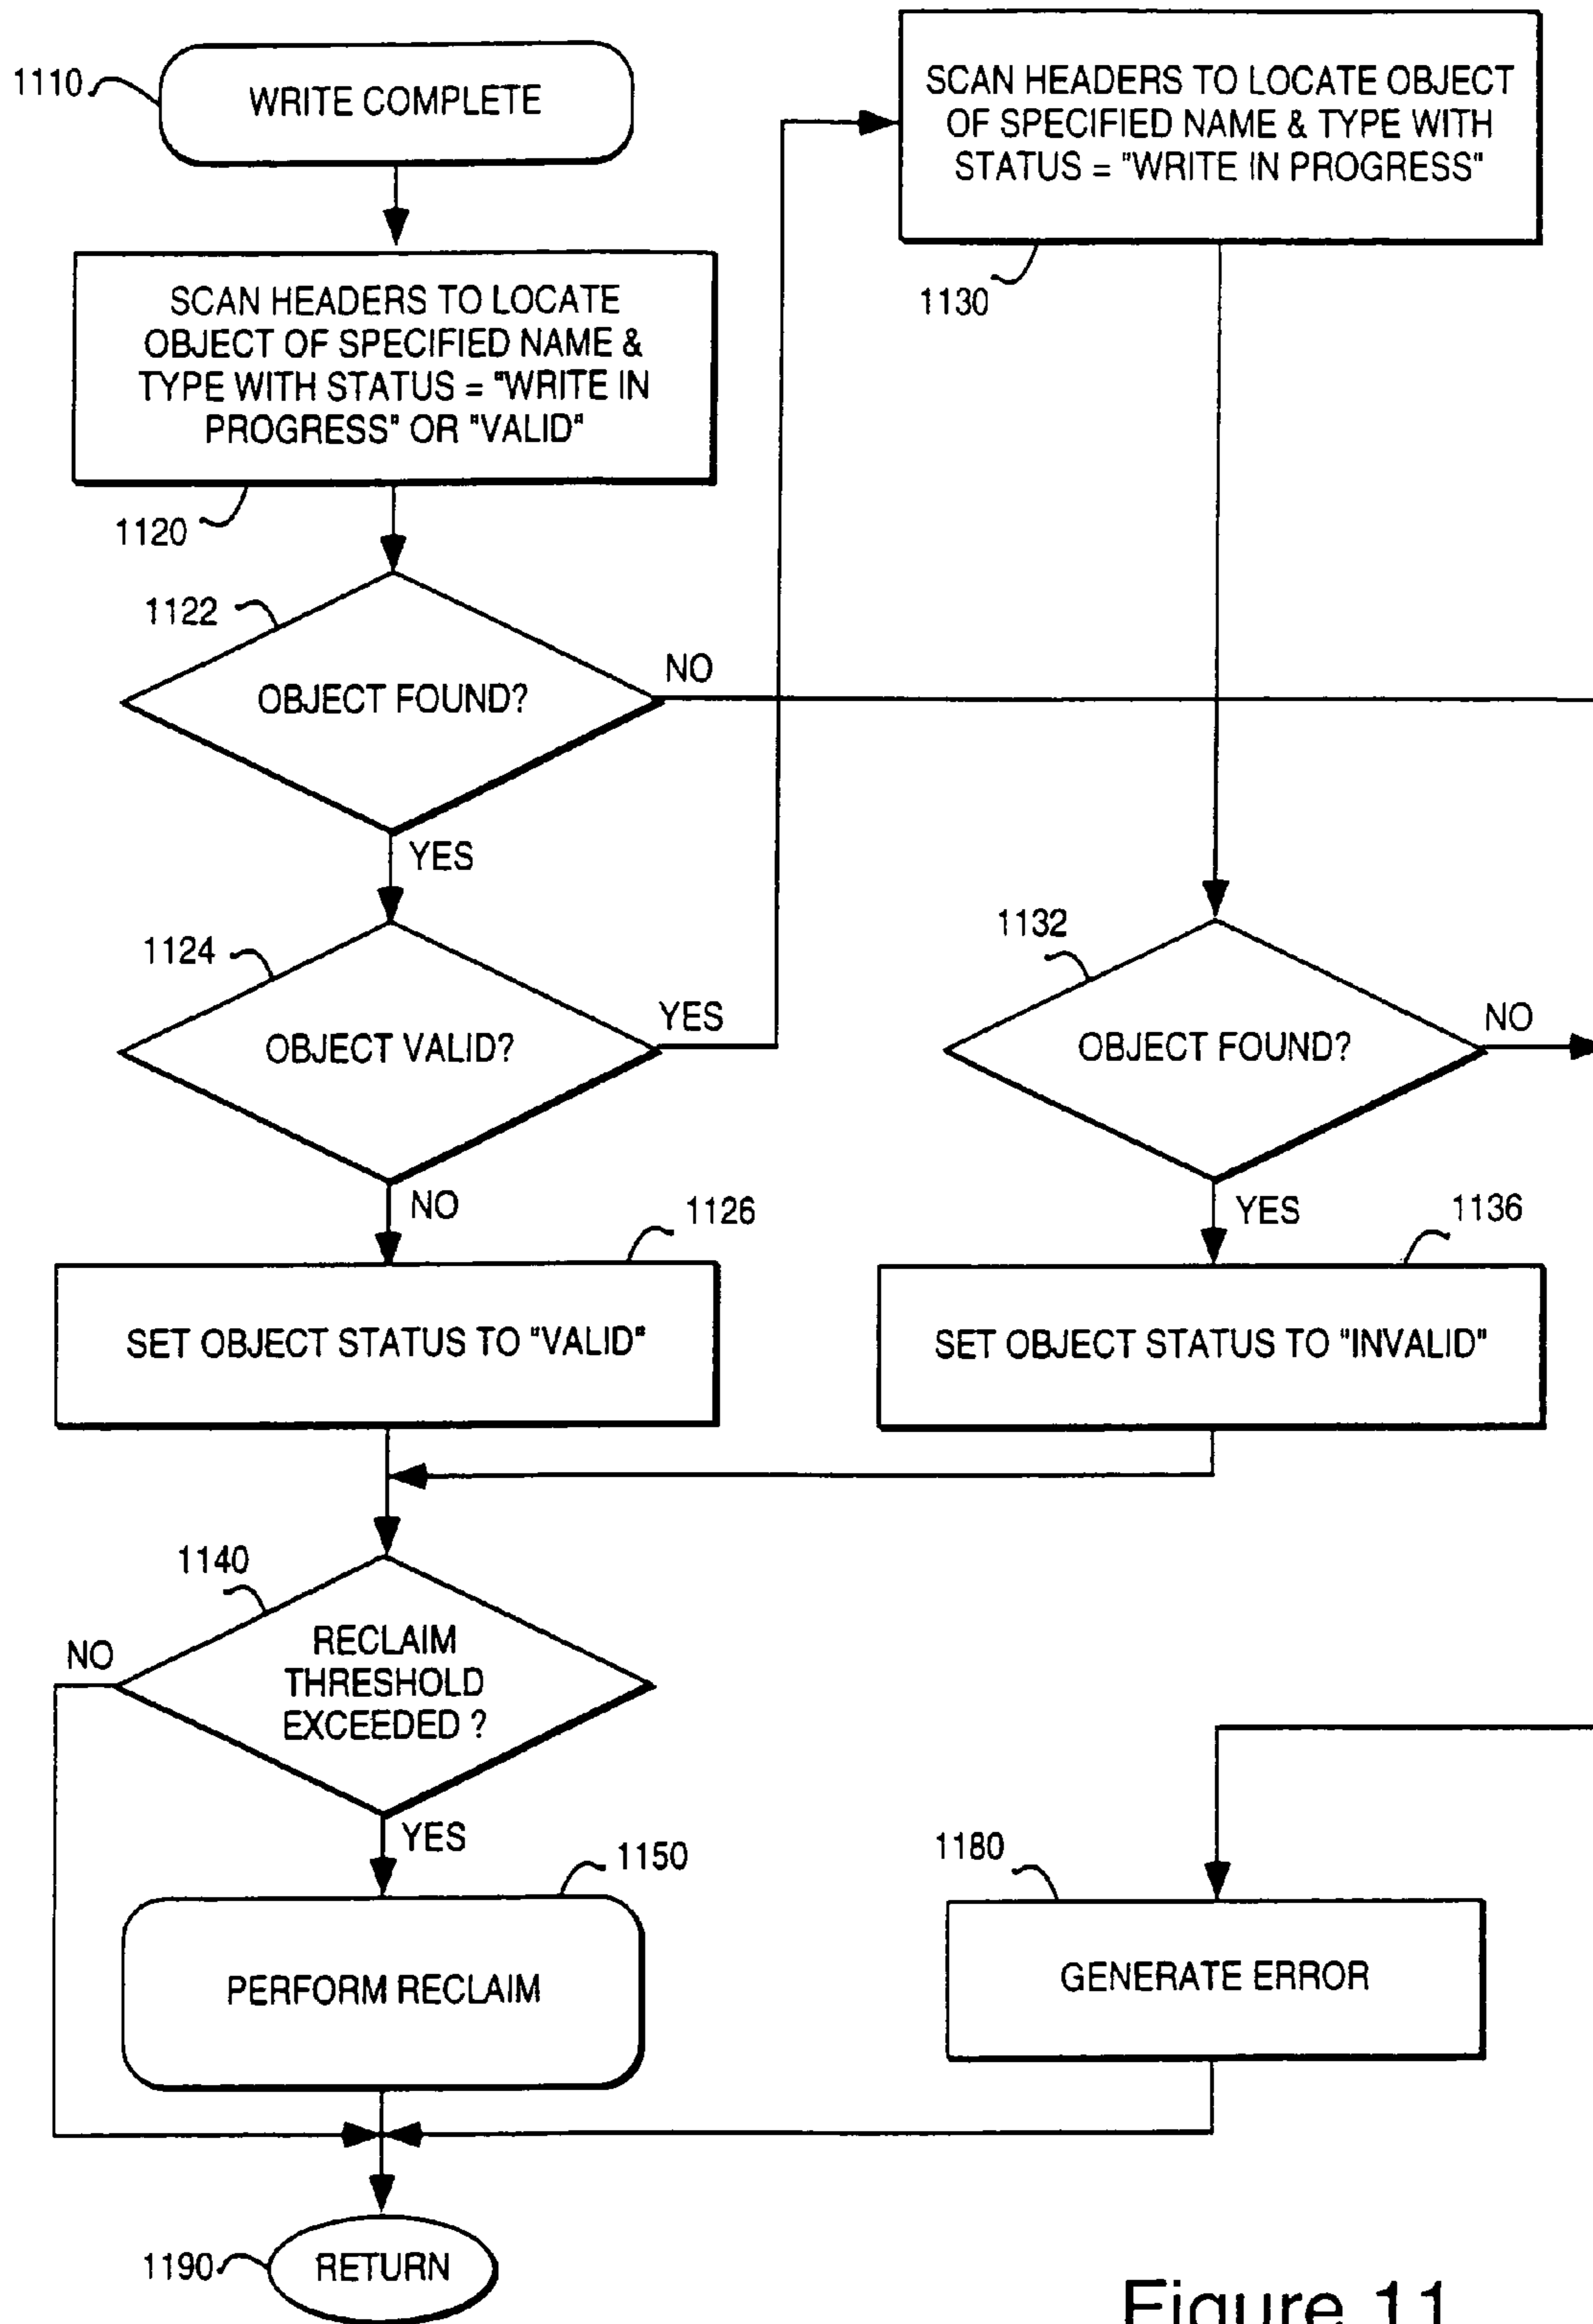 1110
WRITE COMPLETE
SCAN HEADERS TO LOCATE
OBJECT OF SPECIFIED NAME &
TYPE WITH STATUS = "WRITE IN
PROGRESS" OR "VALID"
1120
1122
OBJECT FOUND?
NO
YES
1124
OBJECT VALID?
YES
NO
1126
SET OBJECT STATUS TO "VALID"
SCAN HEADERS TO LOCATE OBJECT
OF SPECIFIED NAME & TYPE WITH
STATUS = "WRITE IN PROGRESS"
1130
1132
OBJECT FOUND?
NO
YES
1136
SET OBJECT STATUS TO "INVALID"
1140
RECLAIM
THRESHOLD
EXCEEDED ?
NO
YES
1150
PERFORM RECLAIM
1180
GENERATE ERROR
1190
RETURN
Figure 11